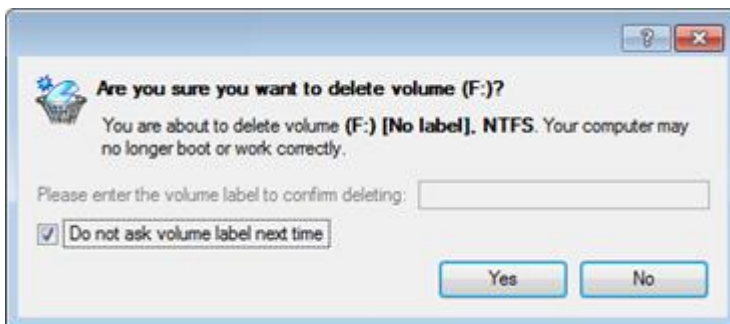 Are you sure you want to delete volume (F:)?
You are about to delete volume (F:) [No label], NTFS. Your computer may
no longer boot or work correctly.
Please enter the volume label to confirm deleting:
Do not ask volume label next time
Yes No